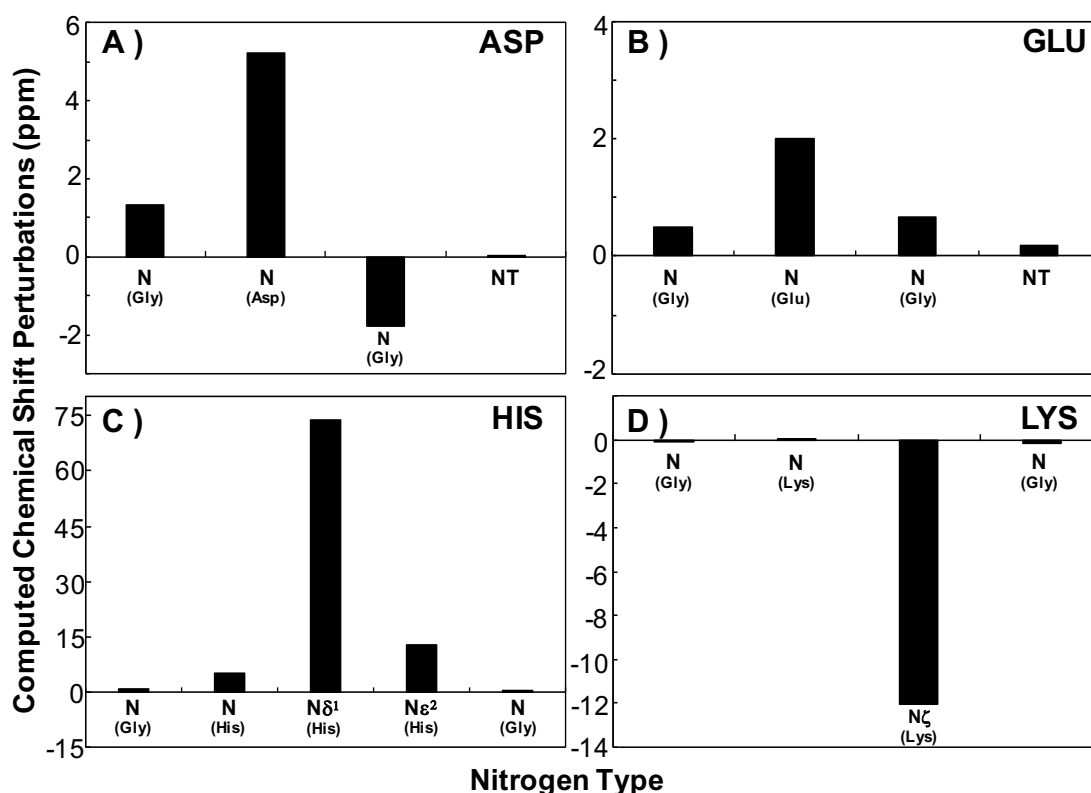 Computed Chemical Shift Perturbations (ppm)
A ) ASP
6
4
2
0
-2
N N N NT
(Gly) (Asp) (Gly)
B ) GLU
4
2
0
-2
N N N NT
(Gly) (Glu) (Gly)
C ) HIS
75
60
45
30
15
0
-15
N N Nδ¹ Nε² N
(Gly) (His) (His) (His) (Gly)
D ) LYS
0
-2
-4
-6
-8
-10
-12
-14
N N Nζ N
(Gly) (Lys) (Lys) (Gly)
Nitrogen Type